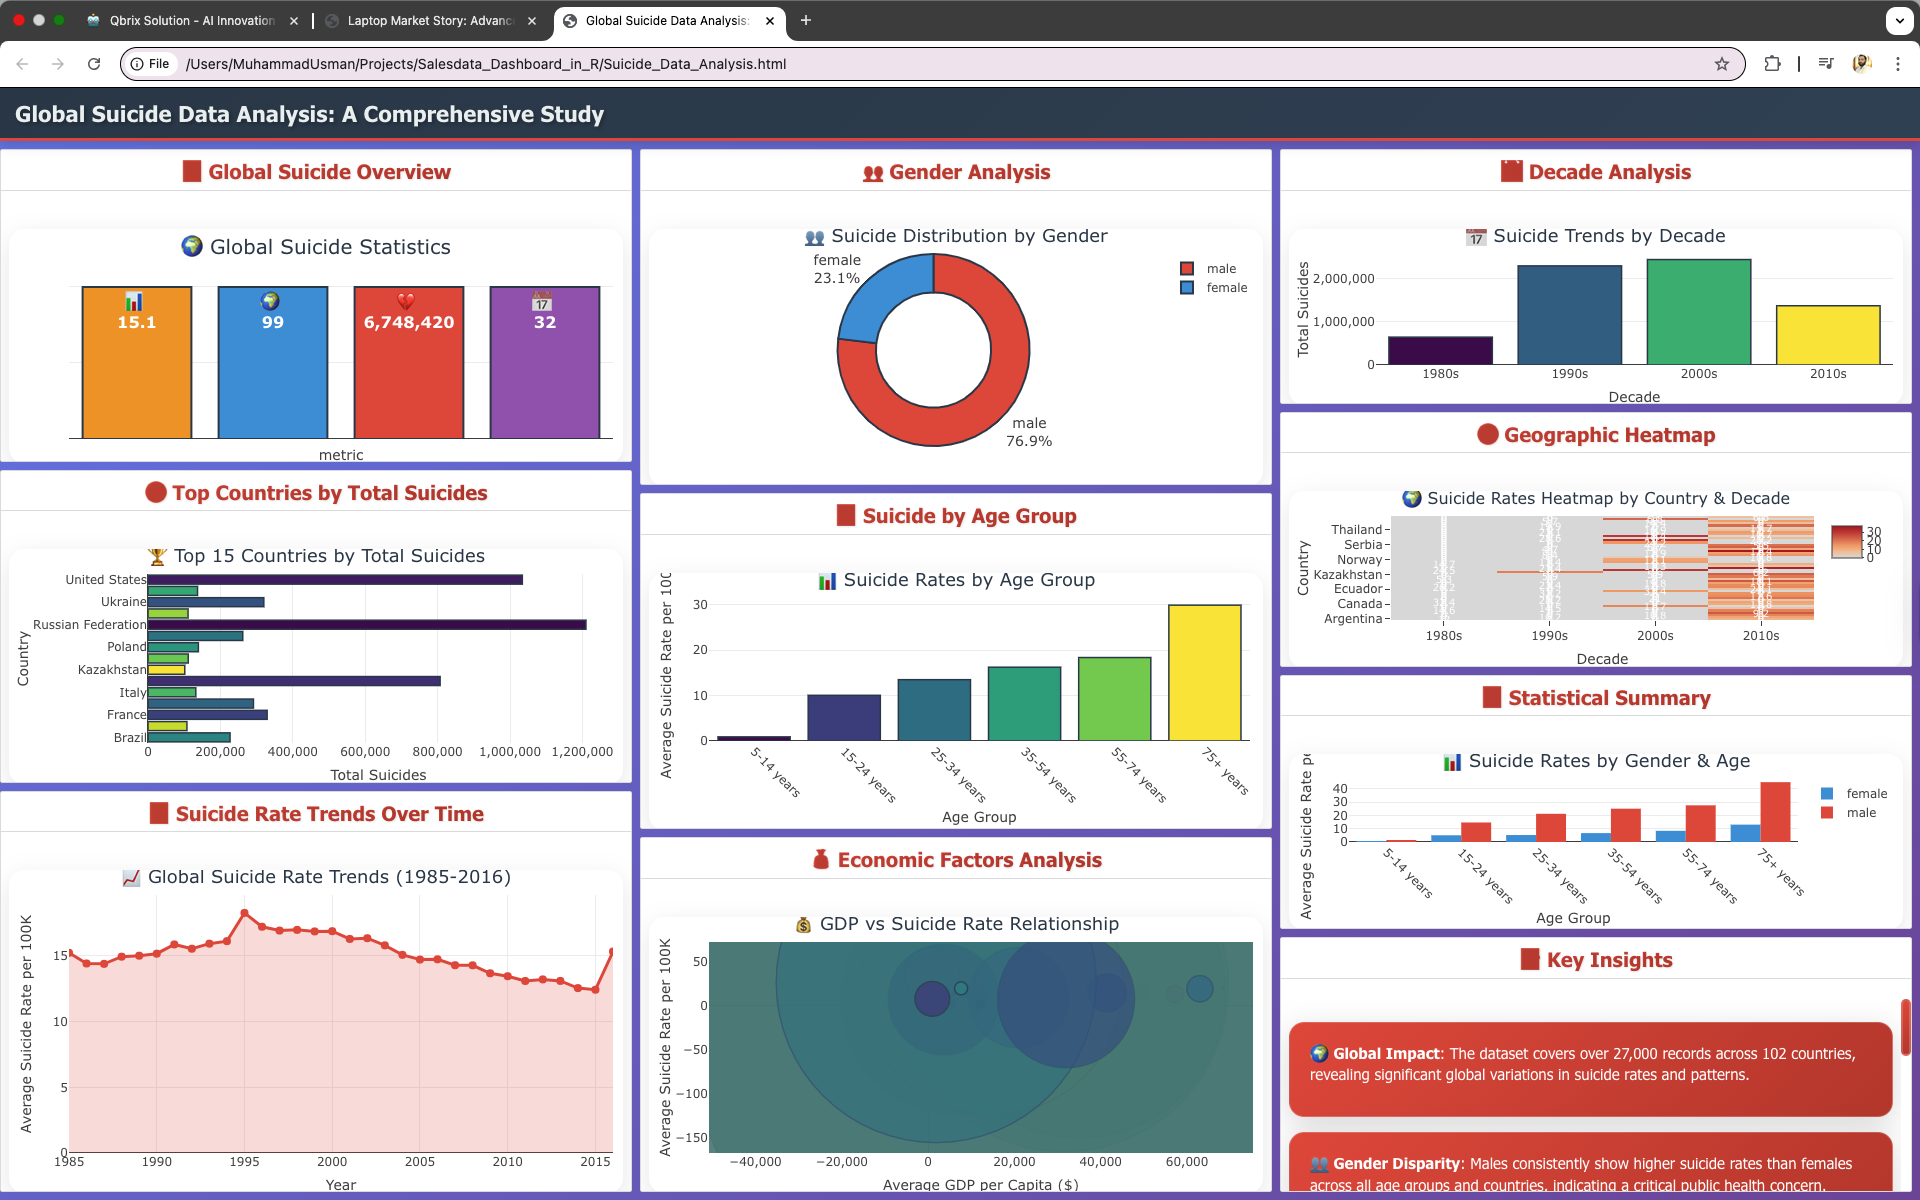 Qbrix Solution - AI Innovation
Laptop Market Story: Advanc
Global Suicide Data Analysis:
File
/Users/MuhammadUsman/Projects/Salesdata_Dashboard_in_R/Suicide_Data_Analysis.html
Global Suicide Data Analysis: A Comprehensive Study
Global Suicide Overview
Global Suicide Statistics
15.1
99
6,748,420
17
32
metric
Top Countries by Total Suicides
Top 15 Countries by Total Suicides
Country
United States
Ukraine
Russian Federation
Poland
Kazakhstan
Italy
France
Brazil
0
200,000
400,000
600,000
800,000
1,000,000
1,200,000
Total Suicides
Suicide Rate Trends Over Time
Global Suicide Rate Trends (1985-2016)
Average Suicide Rate per 100K
15
10
5
0
1985
1990
1995
2000
2005
2010
2015
Year
Gender Analysis
Suicide Distribution by Gender
female
23.1%
male
76.9%
male
female
Suicide by Age Group
Suicide Rates by Age Group
Average Suicide Rate per 100
30
20
10
0
5-14 years
15-24 years
25-34 years
35-54 years
55-74 years
75+ years
Age Group
Economic Factors Analysis
GDP vs Suicide Rate Relationship
Average Suicide Rate per 100K
50
0
−50
−100
−150
−40,000
−20,000
0
20,000
40,000
60,000
Average GDP per Capita ($)
Decade Analysis
17
Suicide Trends by Decade
Total Suicides
2,000,000
1,000,000
0
1980s
1990s
2000s
2010s
Decade
Geographic Heatmap
Suicide Rates Heatmap by Country & Decade
Country
Thailand
Serbia
Norway
Kazakhstan
Ecuador
Canada
Argentina
1980s
1990s
2000s
2010s
Decade
30
20
10
0
Statistical Summary
Suicide Rates by Gender & Age
Average Suicide Rate pe
40
30
20
10
0
5-14 years
15-24 years
25-34 years
35-54 years
55-74 years
75+ years
Age Group
female
male
Key Insights
Global Impact: The dataset covers over 27,000 records across 102 countries,
revealing significant global variations in suicide rates and patterns.
Gender Disparity: Males consistently show higher suicide rates than females
across all age groups and countries, indicating a critical public health concern.